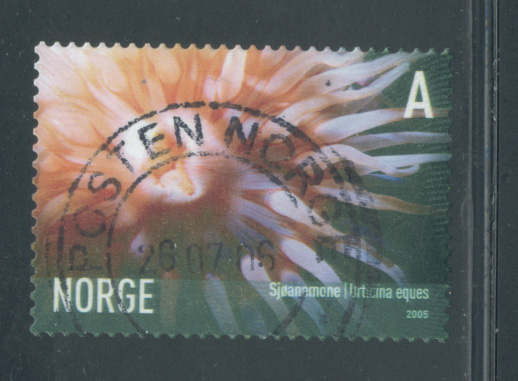 A
POSTEN NORGE
26 07 06
NORGE
Sjøanemone | Urticina eques
2005